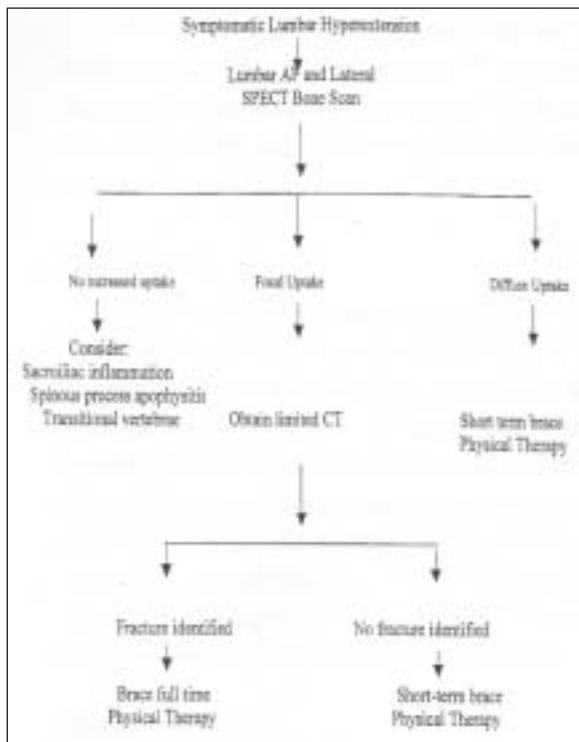 Symptomatic Lumbar Hyperextension
Lumbar AP and Lateral
SPECT Bone Scan
No increased uptake
Focal Uptake
Diffuse Uptake
Consider:
Sacroiliac inflammation
Spinous process apophysitis
Transitional vertebrae
Obtain limited CT
Short term brace
Physical Therapy
Fracture identified
No fracture identified
Brace full time
Physical Therapy
Short-term brace
Physical Therapy